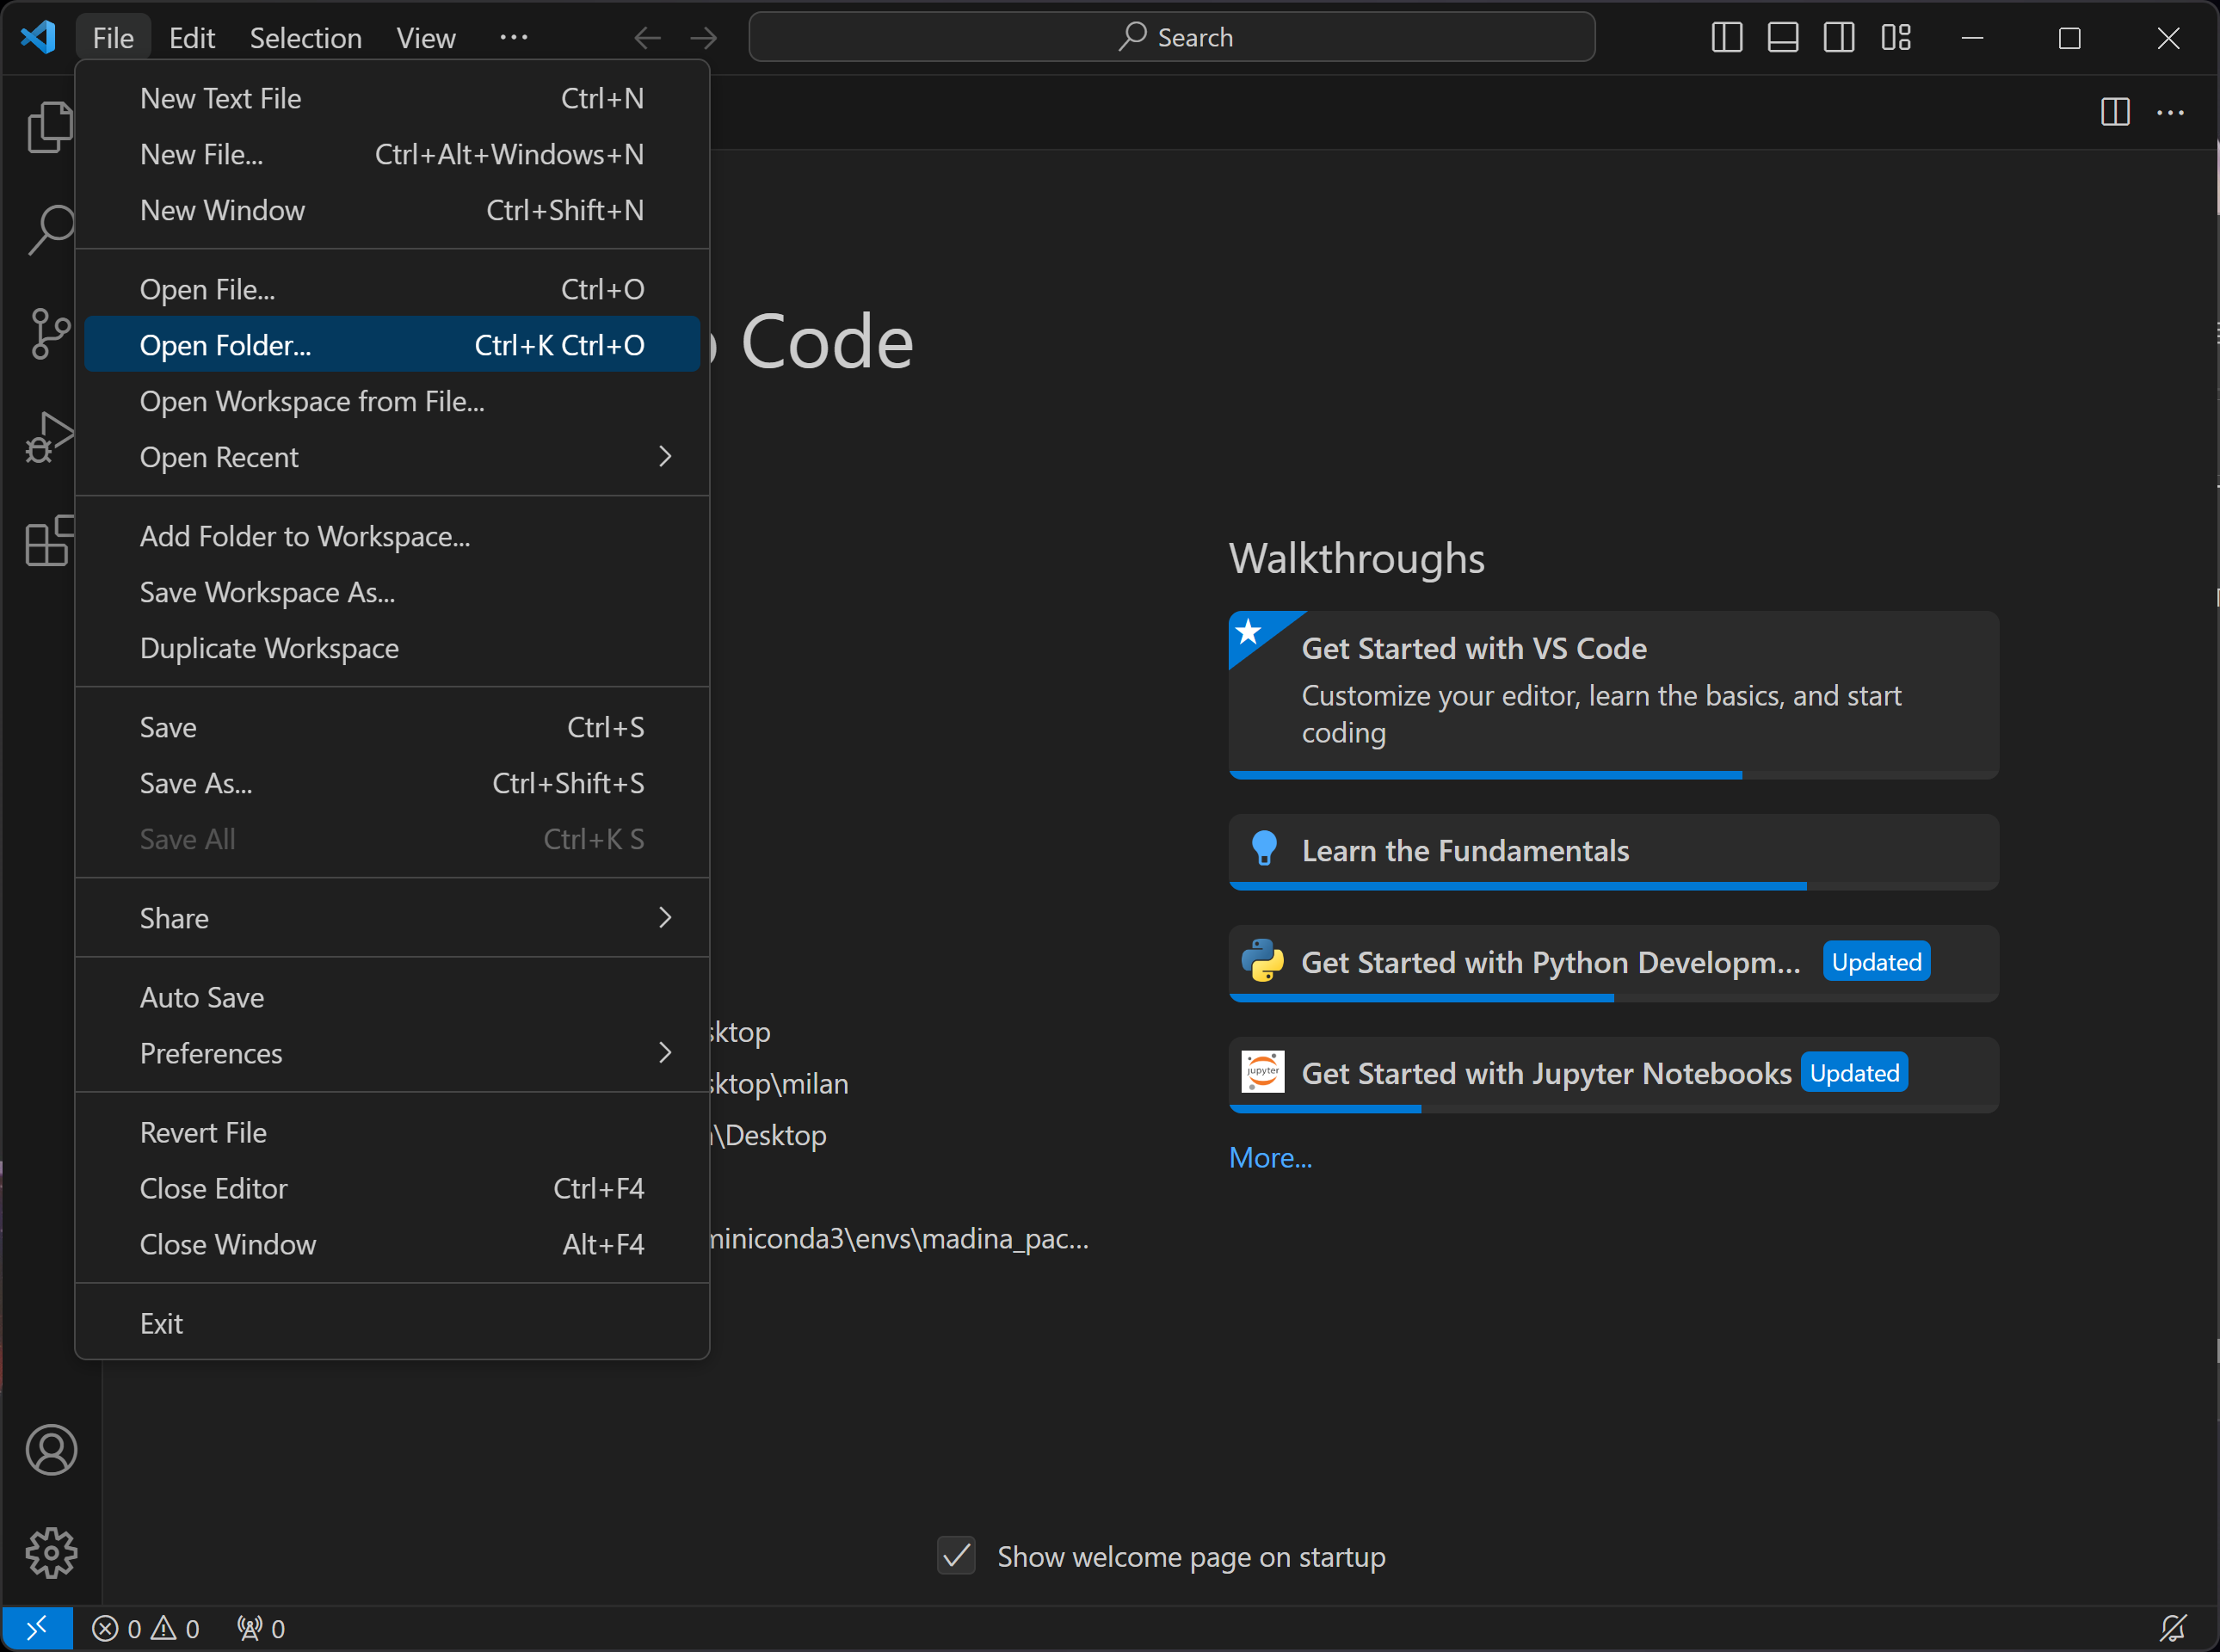 File Edit Selection View ··· Search
New Text File Ctrl+N
New File... Ctrl+Alt+Windows+N
New Window Ctrl+Shift+N
Open File... Ctrl+O
Open Folder... Ctrl+K Ctrl+O
Code
Open Workspace from File...
Open Recent
Add Folder to Workspace...
Save Workspace As...
Duplicate Workspace
Save Ctrl+S
Save As... Ctrl+Shift+S
Save All Ctrl+K S
Share
Auto Save
Preferences
Revert File
Close Editor Ctrl+F4
Close Window Alt+F4
Exit
sktop
sktop\milan
\Desktop
miniconda3\envs\madina_pac...
Walkthroughs
Get Started with VS Code
Customize your editor, learn the basics, and start
coding
Learn the Fundamentals
Get Started with Python Developm... Updated
jupyter
Get Started with Jupyter Notebooks Updated
More...
Show welcome page on startup
0 0 0